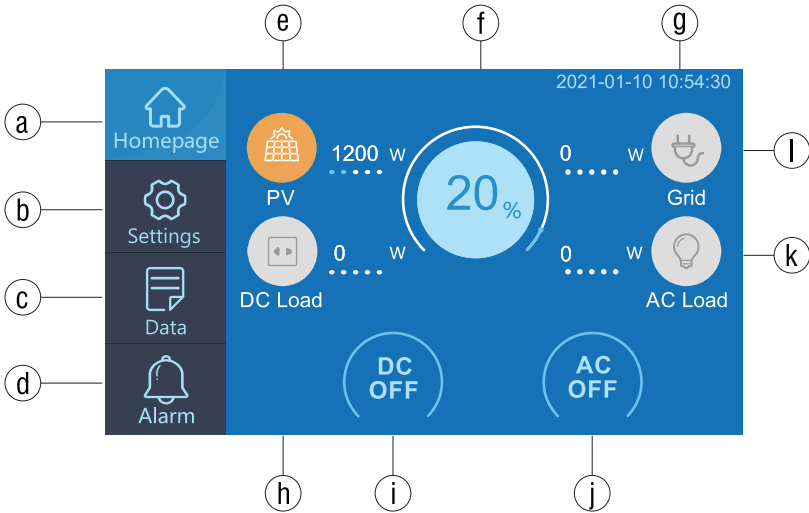 e f g
2021-01-10 10:54:30
a
Homepage
1200 W
0 W
l
20 %
PV
Grid
b
Settings
0 W
0 W
k
DC Load
AC Load
c
Data
DC
OFF
AC
OFF
d
Alarm
h i j